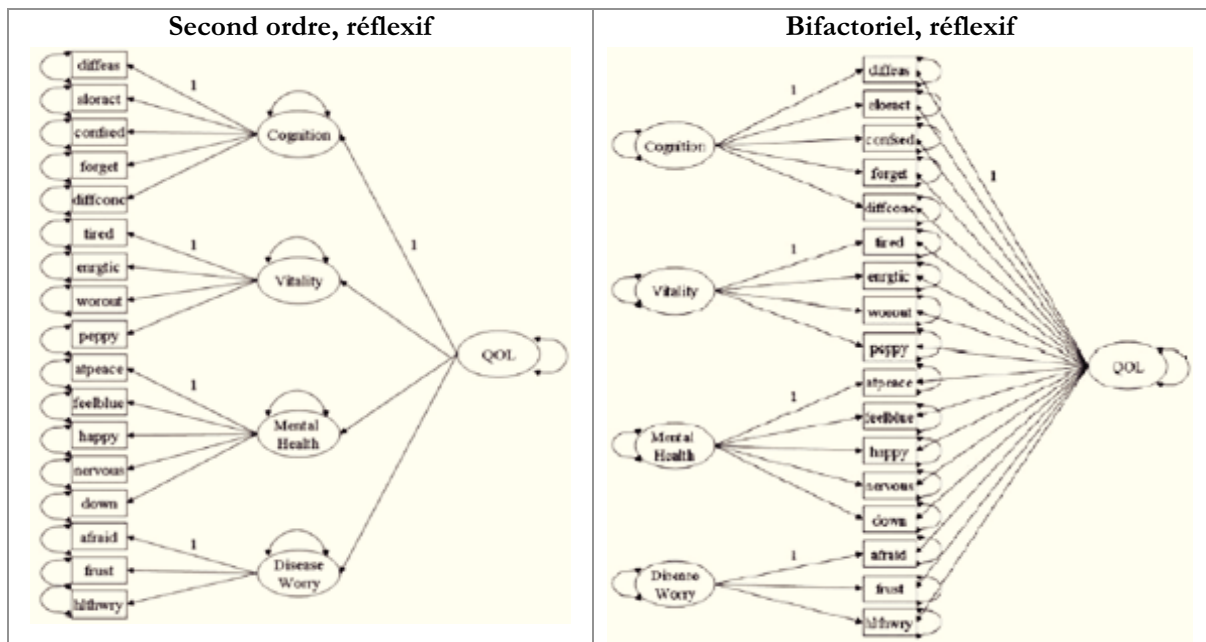 Second ordre, réflexif
diffeas
sloract
confsed
forget
diffconc
tired
enrgtic
worout
peppy
atpeace
feelblue
happy
nervous
down
afraid
frust
hlthwry
1
1
1
1
Cognition
Vitality
Mental
Health
Disease
Worry
1
QOL
Bifactoriel, réflexif
Cognition
Vitality
Mental
Health
Disease
Worry
1
1
1
1
diffeas
sloract
confsed
forget
diffconc
tired
enrgtic
worout
peppy
atpeace
feelblue
happy
nervous
down
afraid
frust
hlthwry
1
QOL